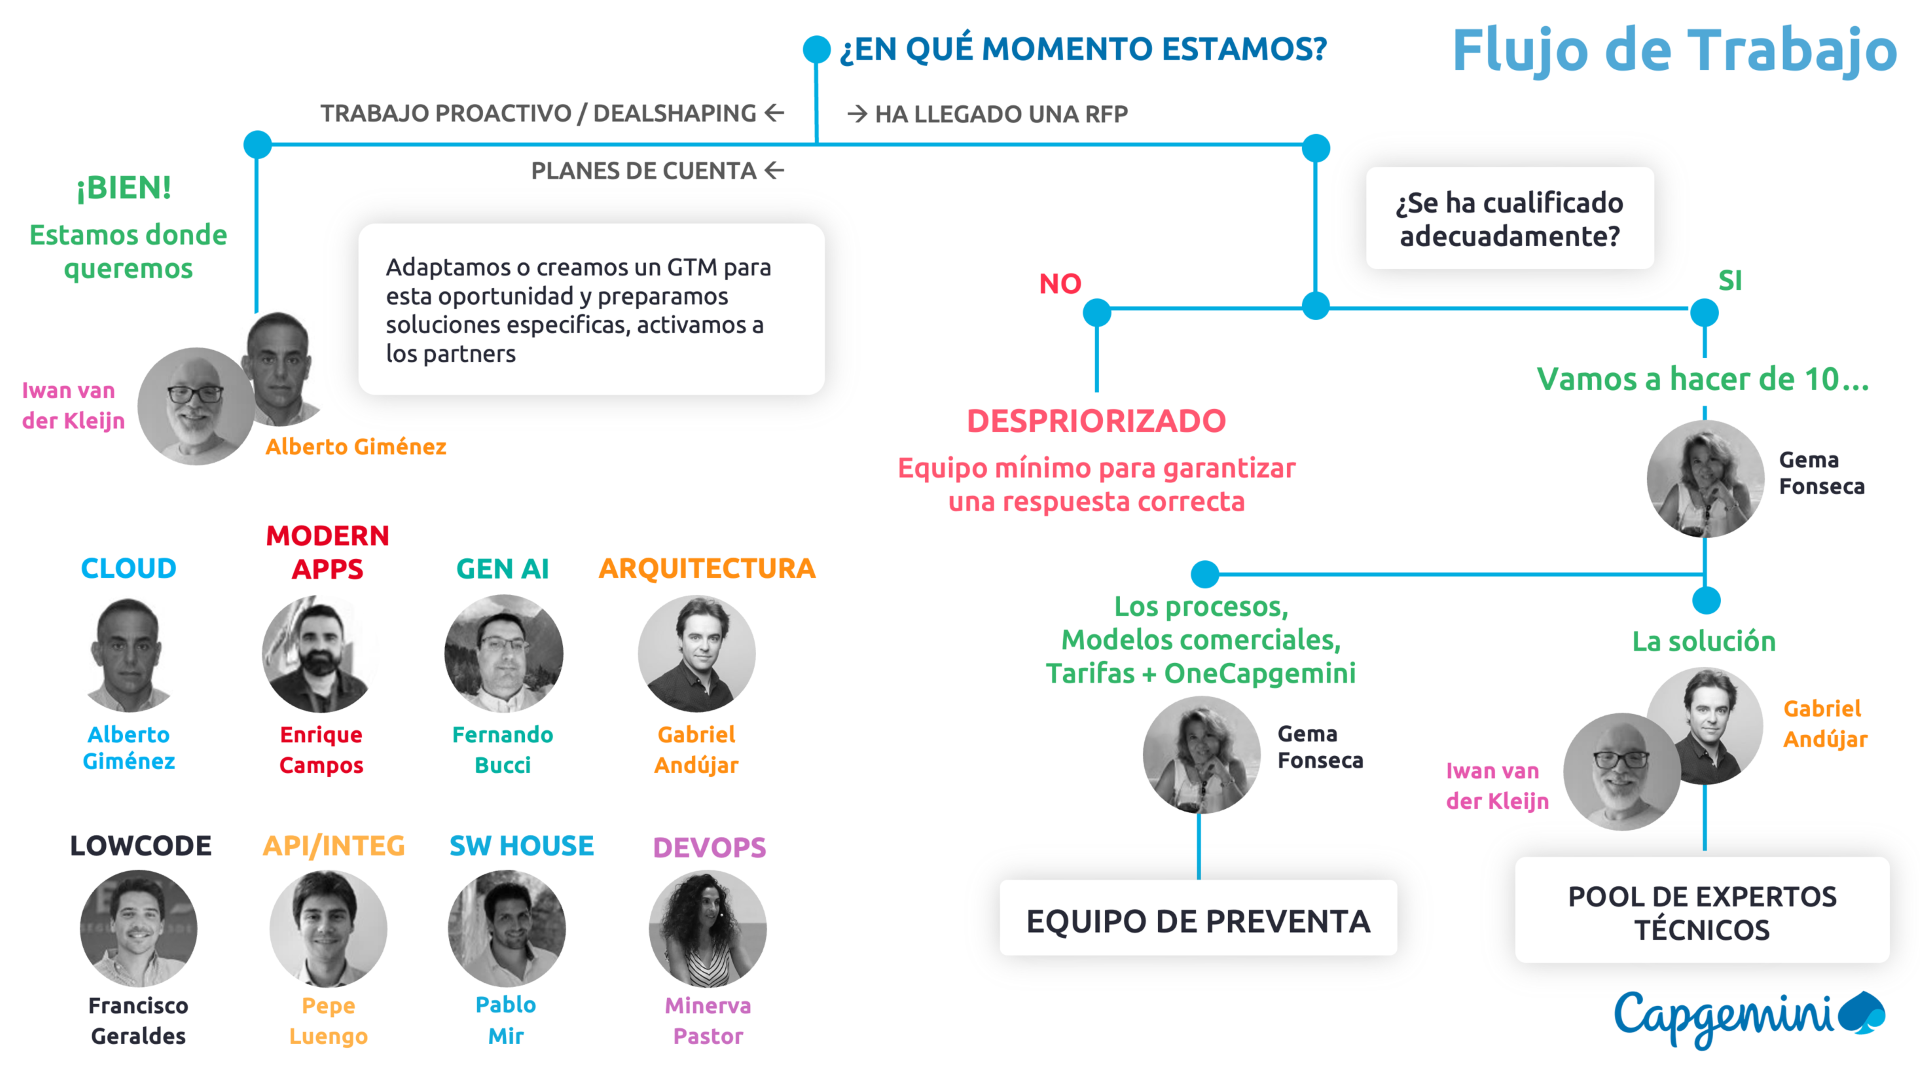 Flujo de Trabajo
¿EN QUÉ MOMENTO ESTAMOS?
TRABAJO PROACTIVO / DEALSHAPING ←
→ HA LLEGADO UNA RFP
PLANES DE CUENTA ←
¡BIEN!
Estamos donde
queremos
Adaptamos o creamos un GTM para
esta oportunidad y preparamos
soluciones especificas, activamos a
los partners
Iwan van
der Kleijn
Alberto Giménez
¿Se ha cualificado
adecuadamente?
NO
SI
DESPRIORIZADO
Equipo mínimo para garantizar
una respuesta correcta
Vamos a hacer de 10...
Gema
Fonseca
Los procesos,
Modelos comerciales,
Tarifas + OneCapgemini
Gema
Fonseca
EQUIPO DE PREVENTA
La solución
Gabriel
Andújar
Iwan van
der Kleijn
POOL DE EXPERTOS
TÉCNICOS
CLOUD
Alberto
Giménez
MODERN
APPS
Enrique
Campos
GEN AI
Fernando
Bucci
ARQUITECTURA
Gabriel
Andújar
LOWCODE
Francisco
Geraldes
API/INTEG
Pepe
Luengo
SW HOUSE
Pablo
Mir
DEVOPS
Minerva
Pastor
Capgemini